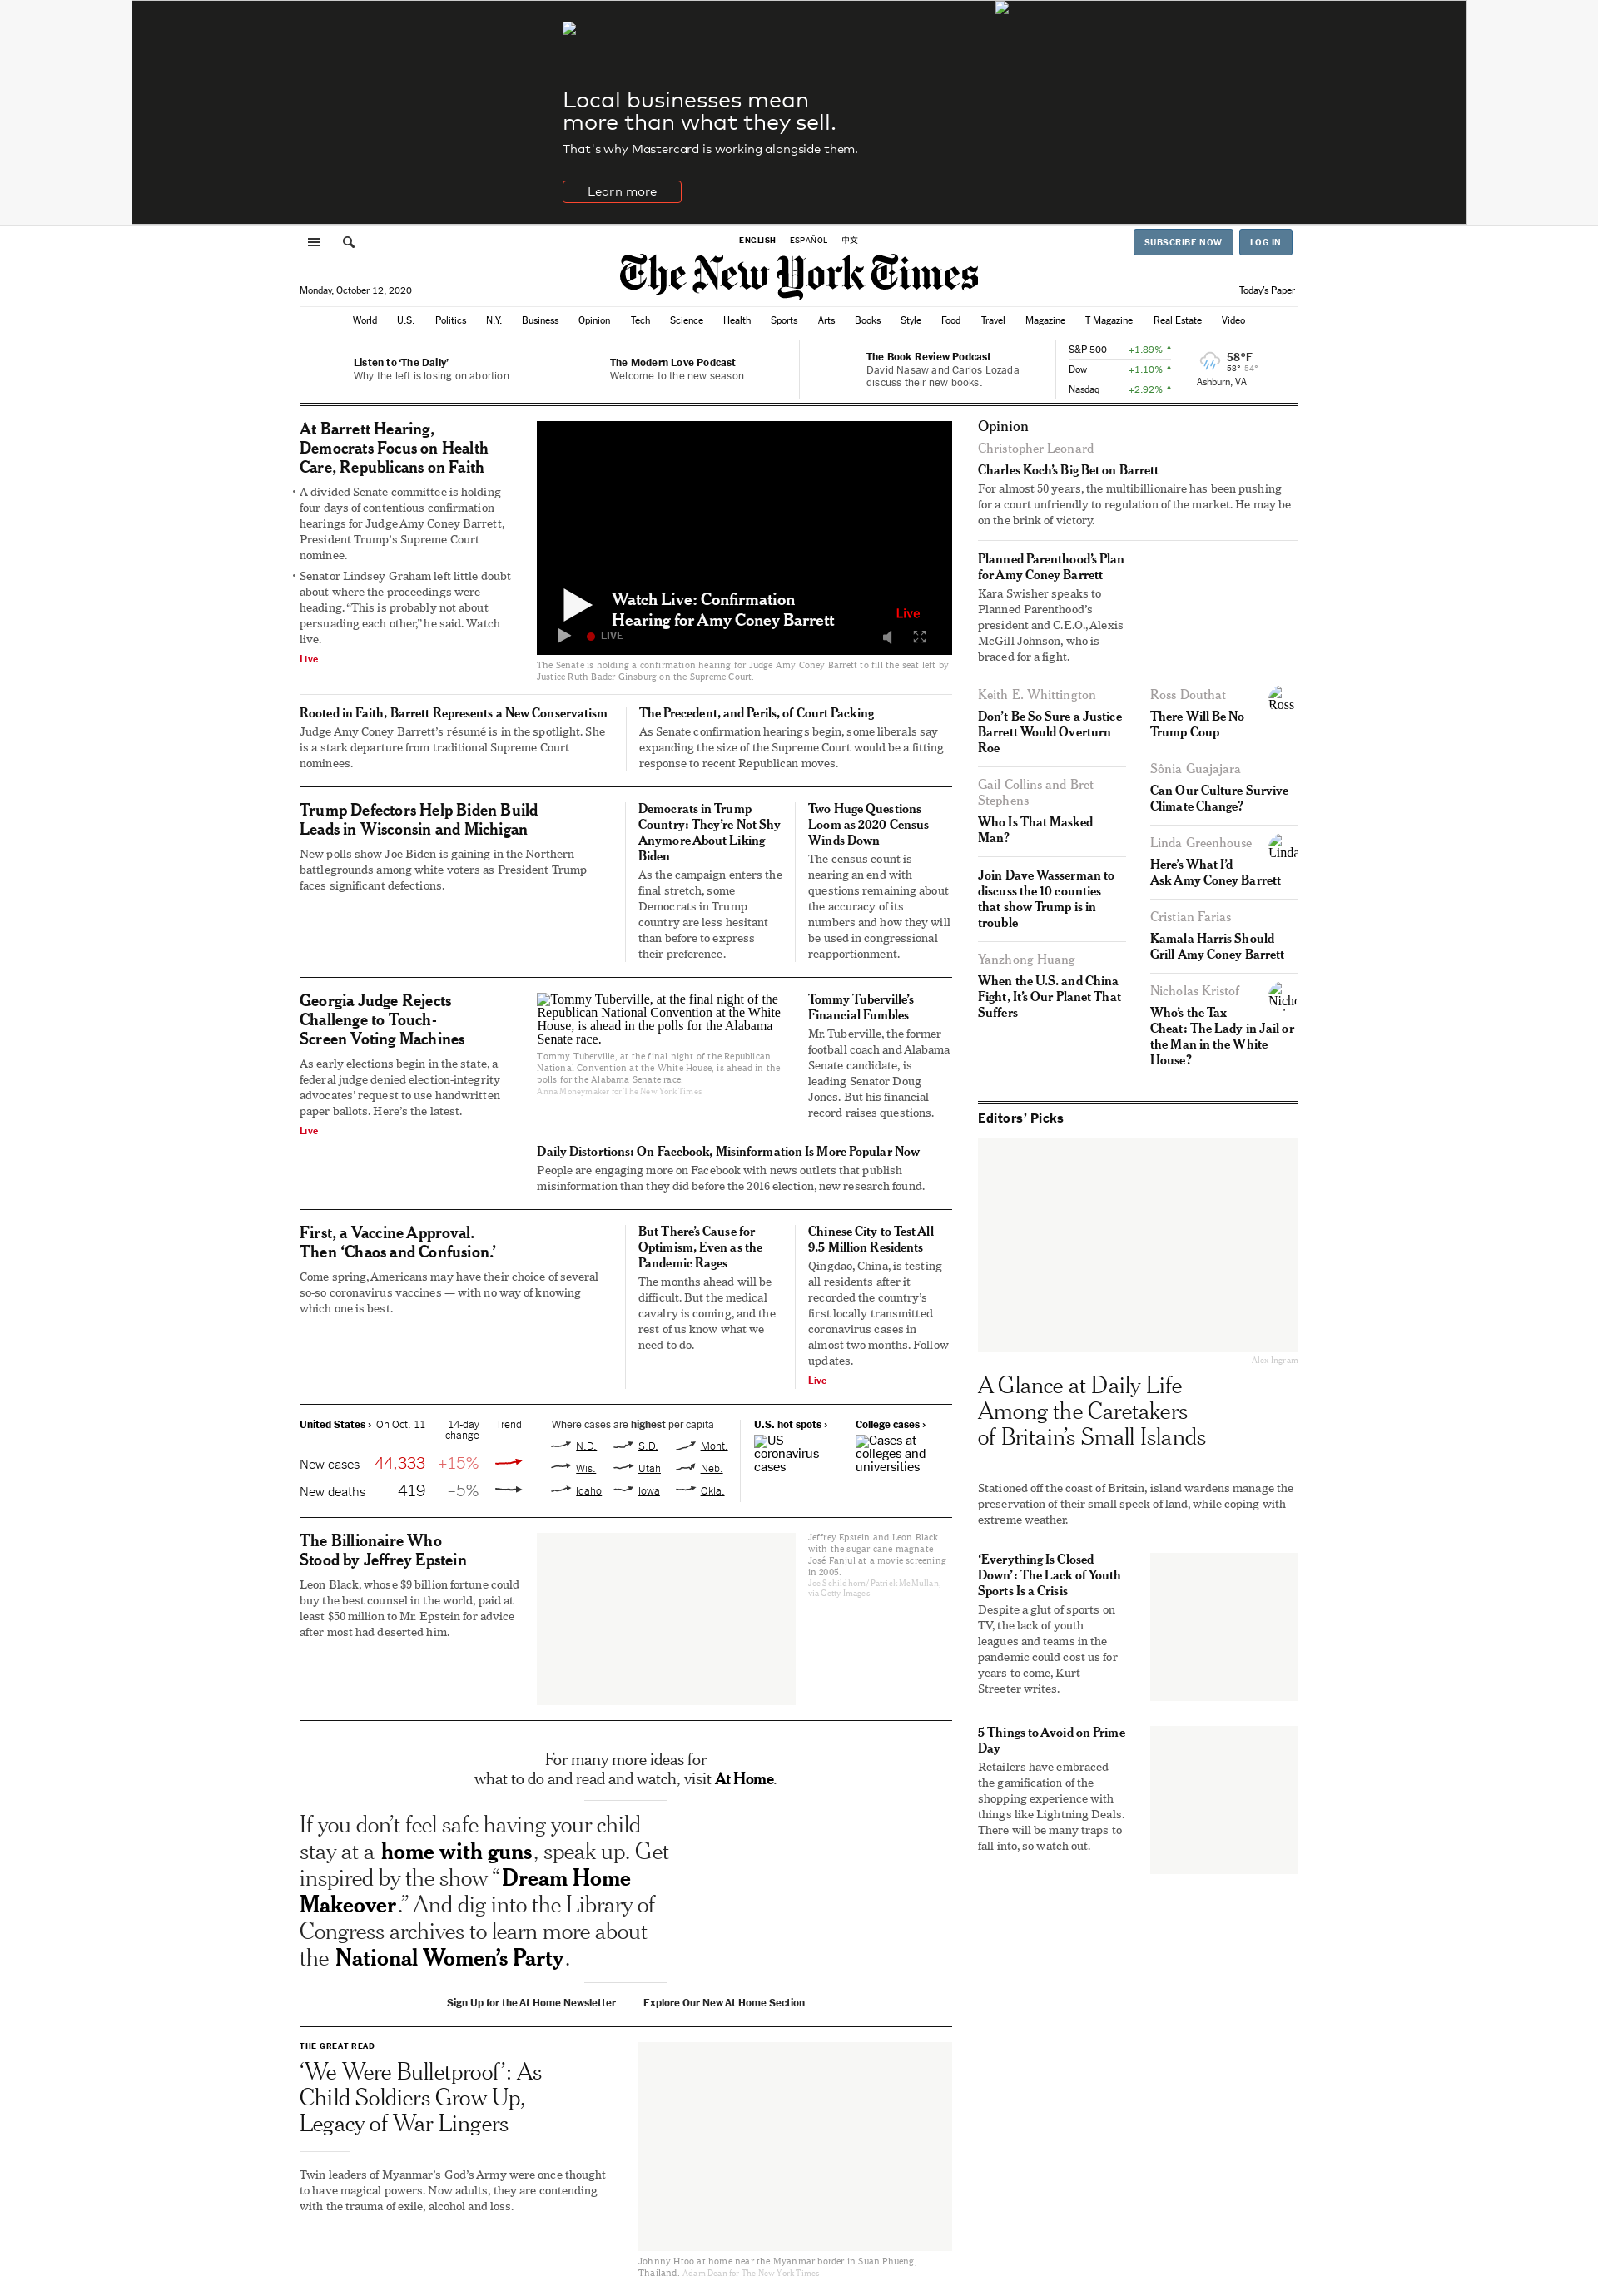 Local businesses mean
more than what they sell.
That's why Mastercard is working alongside them.
Learn more
ENGLISH ESPAÑOL 中文
SUBSCRIBE NOW LOG IN
The New York Times
Monday, October 12, 2020
Today's Paper
World U.S. Politics N.Y. Business Opinion Tech Science Health Sports Arts Books Style Food Travel Magazine T Magazine Real Estate Video
Listen to ‘The Daily’
Why the left is losing on abortion.
The Modern Love Podcast
Welcome to the new season.
The Book Review Podcast
David Nasaw and Carlos Lozada
discuss their new books.
S&P 500 +1.89%
Dow +1.10%
Nasdaq +2.92%
58°F
58° 54°
Ashburn, VA
At Barrett Hearing,
Democrats Focus on Health
Care, Republicans on Faith
• A divided Senate committee is holding
four days of contentious confirmation
hearings for Judge Amy Coney Barrett,
President Trump’s Supreme Court
nominee.
• Senator Lindsey Graham left little doubt
about where the proceedings were
heading. “This is probably not about
persuading each other,” he said. Watch
live.
Live
Watch Live: Confirmation
Hearing for Amy Coney Barrett
Live
LIVE
The Senate is holding a confirmation hearing for Judge Amy Coney Barrett to fill the seat left by
Justice Ruth Bader Ginsburg on the Supreme Court.
Rooted in Faith, Barrett Represents a New Conservatism
Judge Amy Coney Barrett’s résumé is in the spotlight. She
is a stark departure from traditional Supreme Court
nominees.
The Precedent, and Perils, of Court Packing
As Senate confirmation hearings begin, some liberals say
expanding the size of the Supreme Court would be a fitting
response to recent Republican moves.
Trump Defectors Help Biden Build
Leads in Wisconsin and Michigan
New polls show Joe Biden is gaining in the Northern
battlegrounds among white voters as President Trump
faces significant defections.
Democrats in Trump
Country: They’re Not Shy
Anymore About Liking
Biden
As the campaign enters the
final stretch, some
Democrats in Trump
country are less hesitant
than before to express
their preference.
Two Huge Questions
Loom as 2020 Census
Winds Down
The census count is
nearing an end with
questions remaining about
the accuracy of its
numbers and how they will
be used in congressional
reapportionment.
Georgia Judge Rejects
Challenge to Touch-
Screen Voting Machines
As early elections begin in the state, a
federal judge denied election-integrity
advocates’ request to use handwritten
paper ballots. Here’s the latest.
Live
Tommy Tuberville, at the final night of the
Republican National Convention at the White
House, is ahead in the polls for the Alabama
Senate race.
Tommy Tuberville, at the final night of the Republican
National Convention at the White House, is ahead in the
polls for the Alabama Senate race.
Anna Moneymaker for The New York Times
Tommy Tuberville’s
Financial Fumbles
Mr. Tuberville, the former
football coach and Alabama
Senate candidate, is
leading Senator Doug
Jones. But his financial
record raises questions.
Daily Distortions: On Facebook, Misinformation Is More Popular Now
People are engaging more on Facebook with news outlets that publish
misinformation than they did before the 2016 election, new research found.
First, a Vaccine Approval.
Then ‘Chaos and Confusion.’
Come spring, Americans may have their choice of several
so-so coronavirus vaccines — with no way of knowing
which one is best.
But There’s Cause for
Optimism, Even as the
Pandemic Rages
The months ahead will be
difficult. But the medical
cavalry is coming, and the
rest of us know what we
need to do.
Chinese City to Test All
9.5 Million Residents
Qingdao, China, is testing
all residents after it
recorded the country’s
first locally transmitted
coronavirus cases in
almost two months. Follow
updates.
Live
United States › On Oct. 11 14-day
change Trend
New cases 44,333 +15%
New deaths 419 –5%
Where cases are highest per capita
N.D. S.D. Mont.
Wis. Utah Neb.
Idaho Iowa Okla.
U.S. hot spots ›
US
coronavirus
cases
College cases ›
Cases at
colleges and
universities
The Billionaire Who
Stood by Jeffrey Epstein
Leon Black, whose $9 billion fortune could
buy the best counsel in the world, paid at
least $50 million to Mr. Epstein for advice
after most had deserted him.
Jeffrey Epstein and Leon Black
with the sugar-cane magnate
José Fanjul at a movie screening
in 2005.
Joe Schildhorn/Patrick McMullan,
via Getty Images
For many more ideas for
what to do and read and watch, visit At Home.
If you don’t feel safe having your child
stay at a home with guns, speak up. Get
inspired by the show “Dream Home
Makeover.” And dig into the Library of
Congress archives to learn more about
the National Women’s Party.
Sign Up for the At Home Newsletter Explore Our New At Home Section
THE GREAT READ
‘We Were Bulletproof’: As
Child Soldiers Grow Up,
Legacy of War Lingers
Twin leaders of Myanmar’s God’s Army were once thought
to have magical powers. Now adults, they are contending
with the trauma of exile, alcohol and loss.
Johnny Htoo at home near the Myanmar border in Suan Phueng,
Thailand. Adam Dean for The New York Times
Opinion
Christopher Leonard
Charles Koch’s Big Bet on Barrett
For almost 50 years, the multibillionaire has been pushing
for a court unfriendly to regulation of the market. He may be
on the brink of victory.
Planned Parenthood’s Plan
for Amy Coney Barrett
Kara Swisher speaks to
Planned Parenthood’s
president and C.E.O., Alexis
McGill Johnson, who is
braced for a fight.
Keith E. Whittington
Don’t Be So Sure a Justice
Barrett Would Overturn
Roe
Gail Collins and Bret
Stephens
Who Is That Masked
Man?
Join Dave Wasserman to
discuss the 10 counties
that show Trump is in
trouble
Yanzhong Huang
When the U.S. and China
Fight, It’s Our Planet That
Suffers
Ross Douthat
Ross
There Will Be No
Trump Coup
Sônia Guajajara
Can Our Culture Survive
Climate Change?
Linda Greenhouse
Linda
Here’s What I’d
Ask Amy Coney Barrett
Cristian Farias
Kamala Harris Should
Grill Amy Coney Barrett
Nicholas Kristof
Who’s the Tax
Cheat: The Lady in Jail or
the Man in the White
House?
Editors’ Picks
Alex Ingram
A Glance at Daily Life
Among the Caretakers
of Britain’s Small Islands
Stationed off the coast of Britain, island wardens manage the
preservation of their small speck of land, while coping with
extreme weather.
‘Everything Is Closed
Down’: The Lack of Youth
Sports Is a Crisis
Despite a glut of sports on
TV, the lack of youth
leagues and teams in the
pandemic could cost us for
years to come, Kurt
Streeter writes.
5 Things to Avoid on Prime
Day
Retailers have embraced
the gamification of the
shopping experience with
things like Lightning Deals.
There will be many traps to
fall into, so watch out.